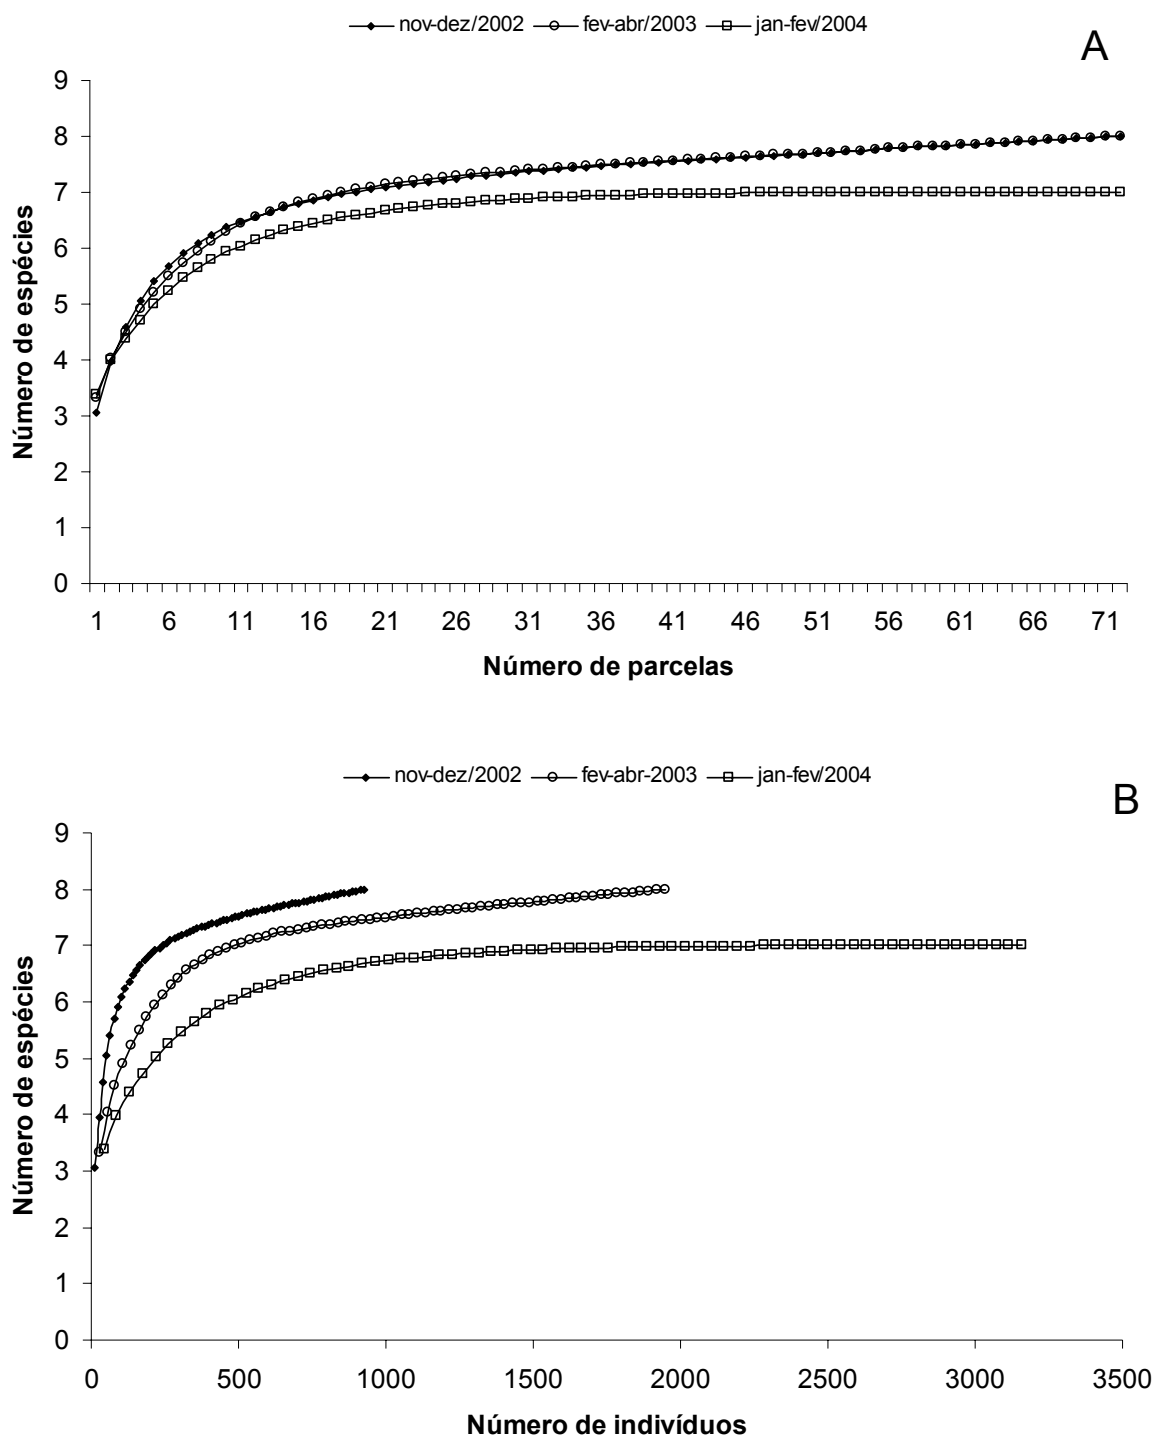 nov-dez/2002 fev-abr/2003 jan-fev/2004
A
9
8
7
6
5
4
3
2
1
0
Número de espécies
1 6 11 16 21 26 31 36 41 46 51 56 61 66 71
Número de parcelas
nov-dez/2002 fev-abr-2003 jan-fev/2004
B
9
8
7
6
5
4
3
2
1
0
Número de espécies
0 500 1000 1500 2000 2500 3000 3500
Número de indivíduos